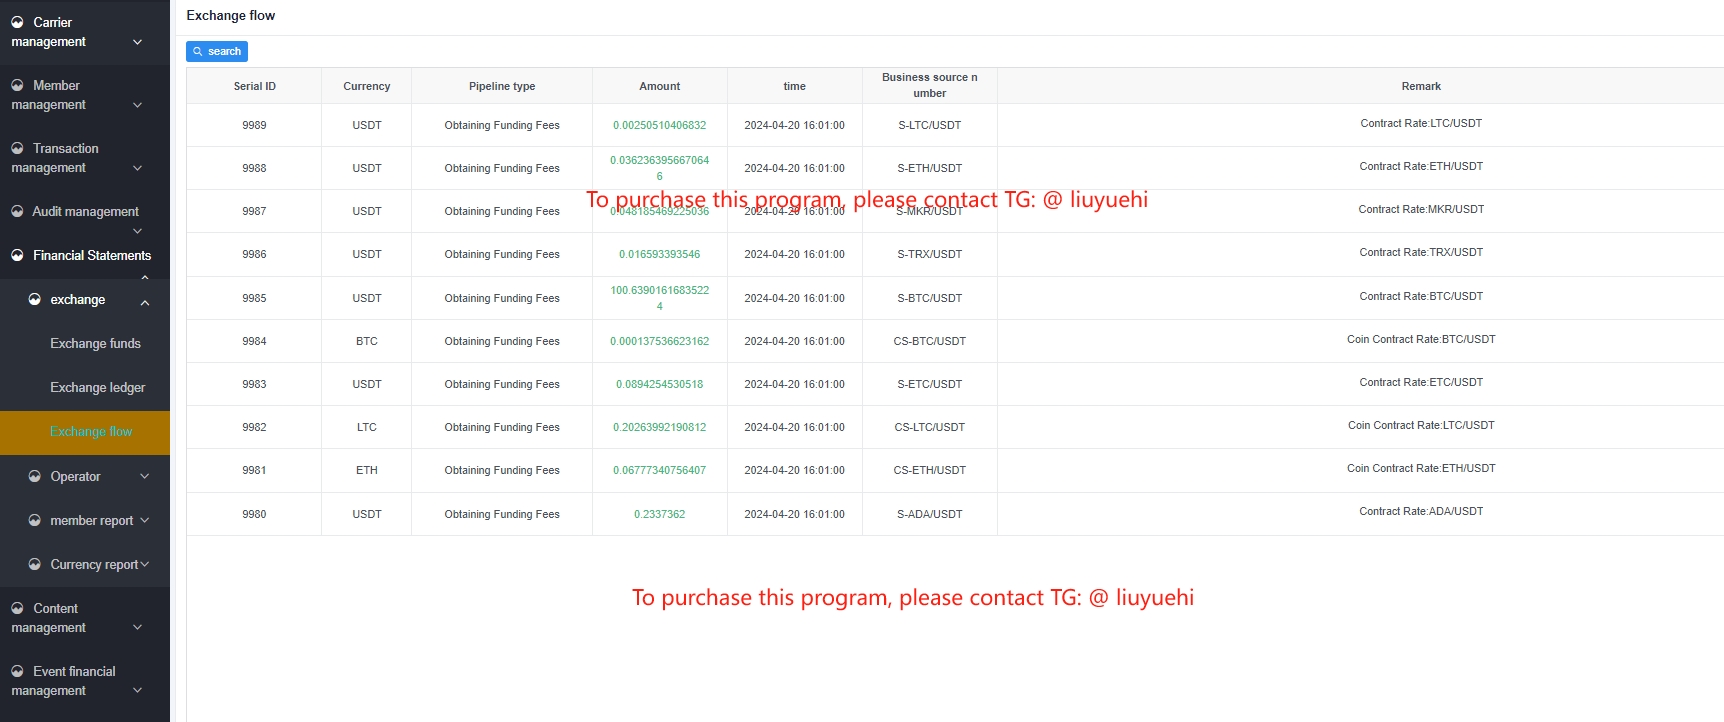 Carrier
management
Member
management
Transaction
management
Audit management
Financial Statements
exchange
Exchange funds
Exchange ledger
Exchange flow
Operator
member report
Currency report
Content
management
Event financial
management
Exchange flow
search
Serial ID Currency Pipeline type Amount time Business source n
umber Remark
9989 USDT Obtaining Funding Fees 0.00250510406832 2024-04-20 16:01:00 S-LTC/USDT Contract Rate:LTC/USDT
9988 USDT Obtaining Funding Fees 0.036236395667064
6 2024-04-20 16:01:00 S-ETH/USDT Contract Rate:ETH/USDT
To purchase this program, please contact TG: @ liuyuehi
9987 USDT Obtaining Funding Fees 0.048185469225036 2024-04-20 16:01:00 S-MKR/USDT Contract Rate:MKR/USDT
9986 USDT Obtaining Funding Fees 0.016593393546 2024-04-20 16:01:00 S-TRX/USDT Contract Rate:TRX/USDT
9985 USDT Obtaining Funding Fees 100.6390161683522
4 2024-04-20 16:01:00 S-BTC/USDT Contract Rate:BTC/USDT
9984 BTC Obtaining Funding Fees 0.000137536623162 2024-04-20 16:01:00 CS-BTC/USDT Coin Contract Rate:BTC/USDT
9983 USDT Obtaining Funding Fees 0.0894254530518 2024-04-20 16:01:00 S-ETC/USDT Contract Rate:ETC/USDT
9982 LTC Obtaining Funding Fees 0.20263992190812 2024-04-20 16:01:00 CS-LTC/USDT Coin Contract Rate:LTC/USDT
9981 ETH Obtaining Funding Fees 0.06777340756407 2024-04-20 16:01:00 CS-ETH/USDT Coin Contract Rate:ETH/USDT
9980 USDT Obtaining Funding Fees 0.2337362 2024-04-20 16:01:00 S-ADA/USDT Contract Rate:ADA/USDT
To purchase this program, please contact TG: @ liuyuehi